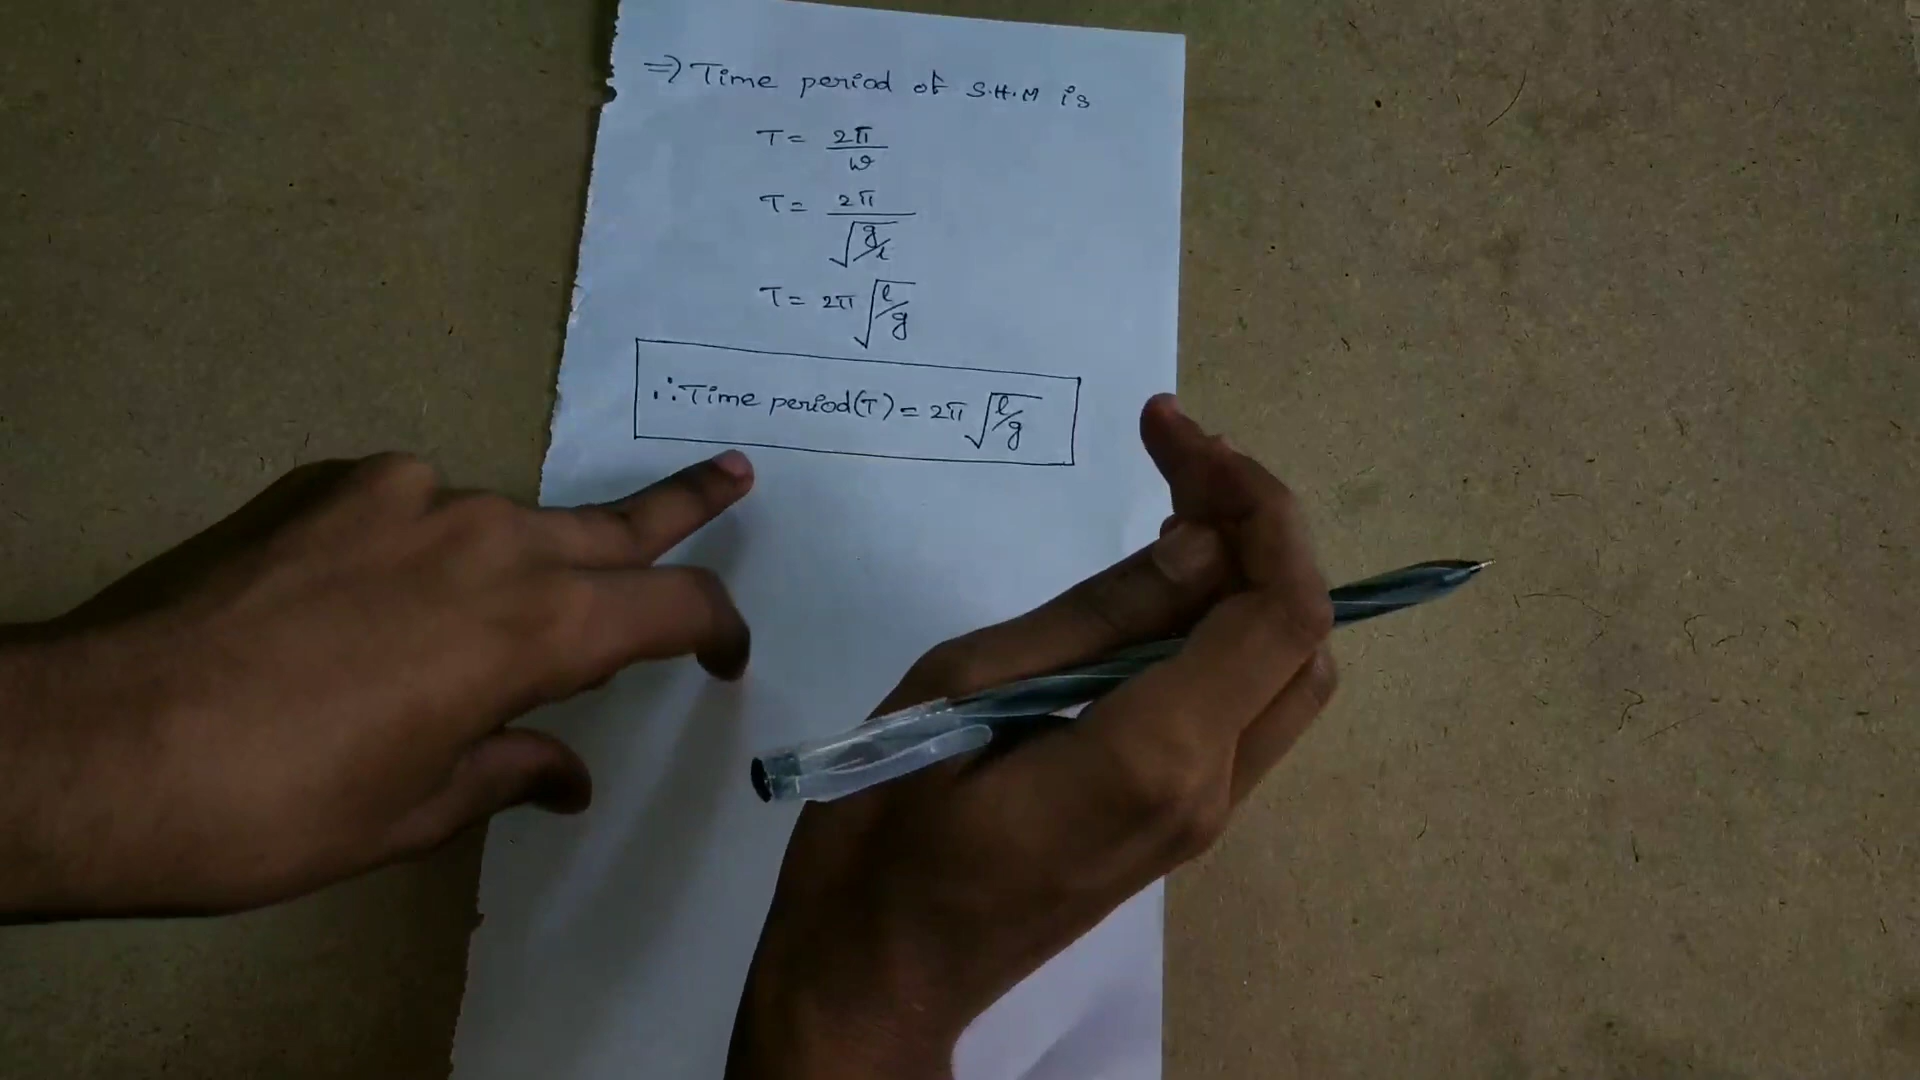 ⇒ Time period of S.H.M is
T = 2π/ω
T = 2π/√(g/l)
T = 2π √(l/g)
∴ Time period (T) = 2π √(l/g)